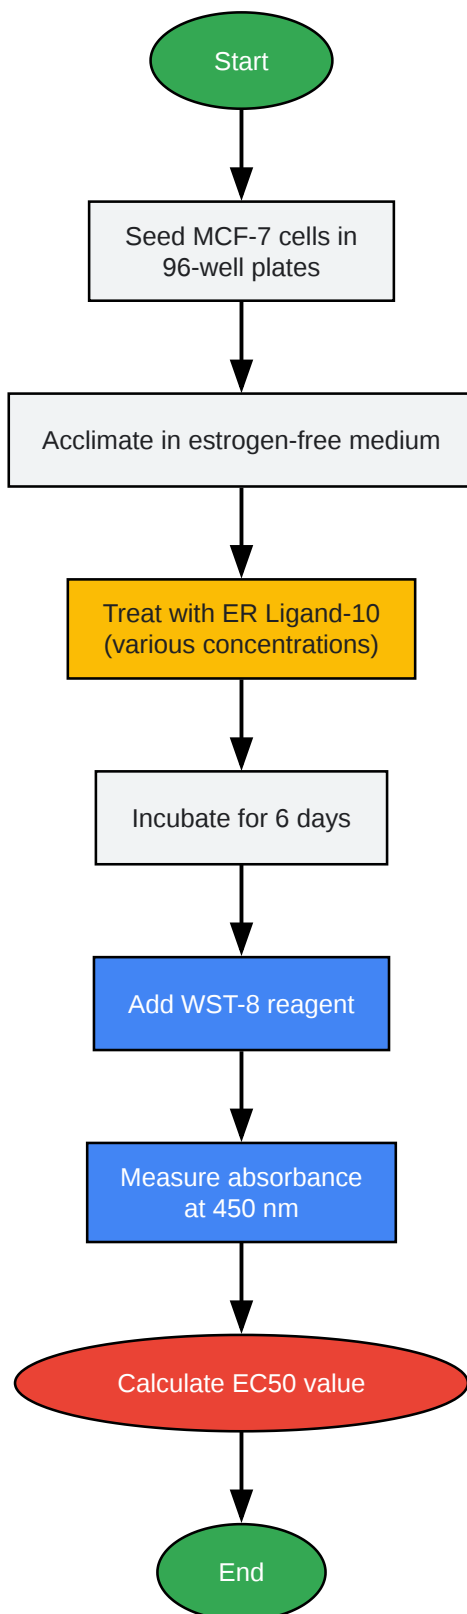 Start
Seed MCF-7 cells in
96-well plates
Acclimate in estrogen-free medium
Treat with ER Ligand-10
(various concentrations)
Incubate for 6 days
Add WST-8 reagent
Measure absorbance
at 450 nm
Calculate EC50 value
End